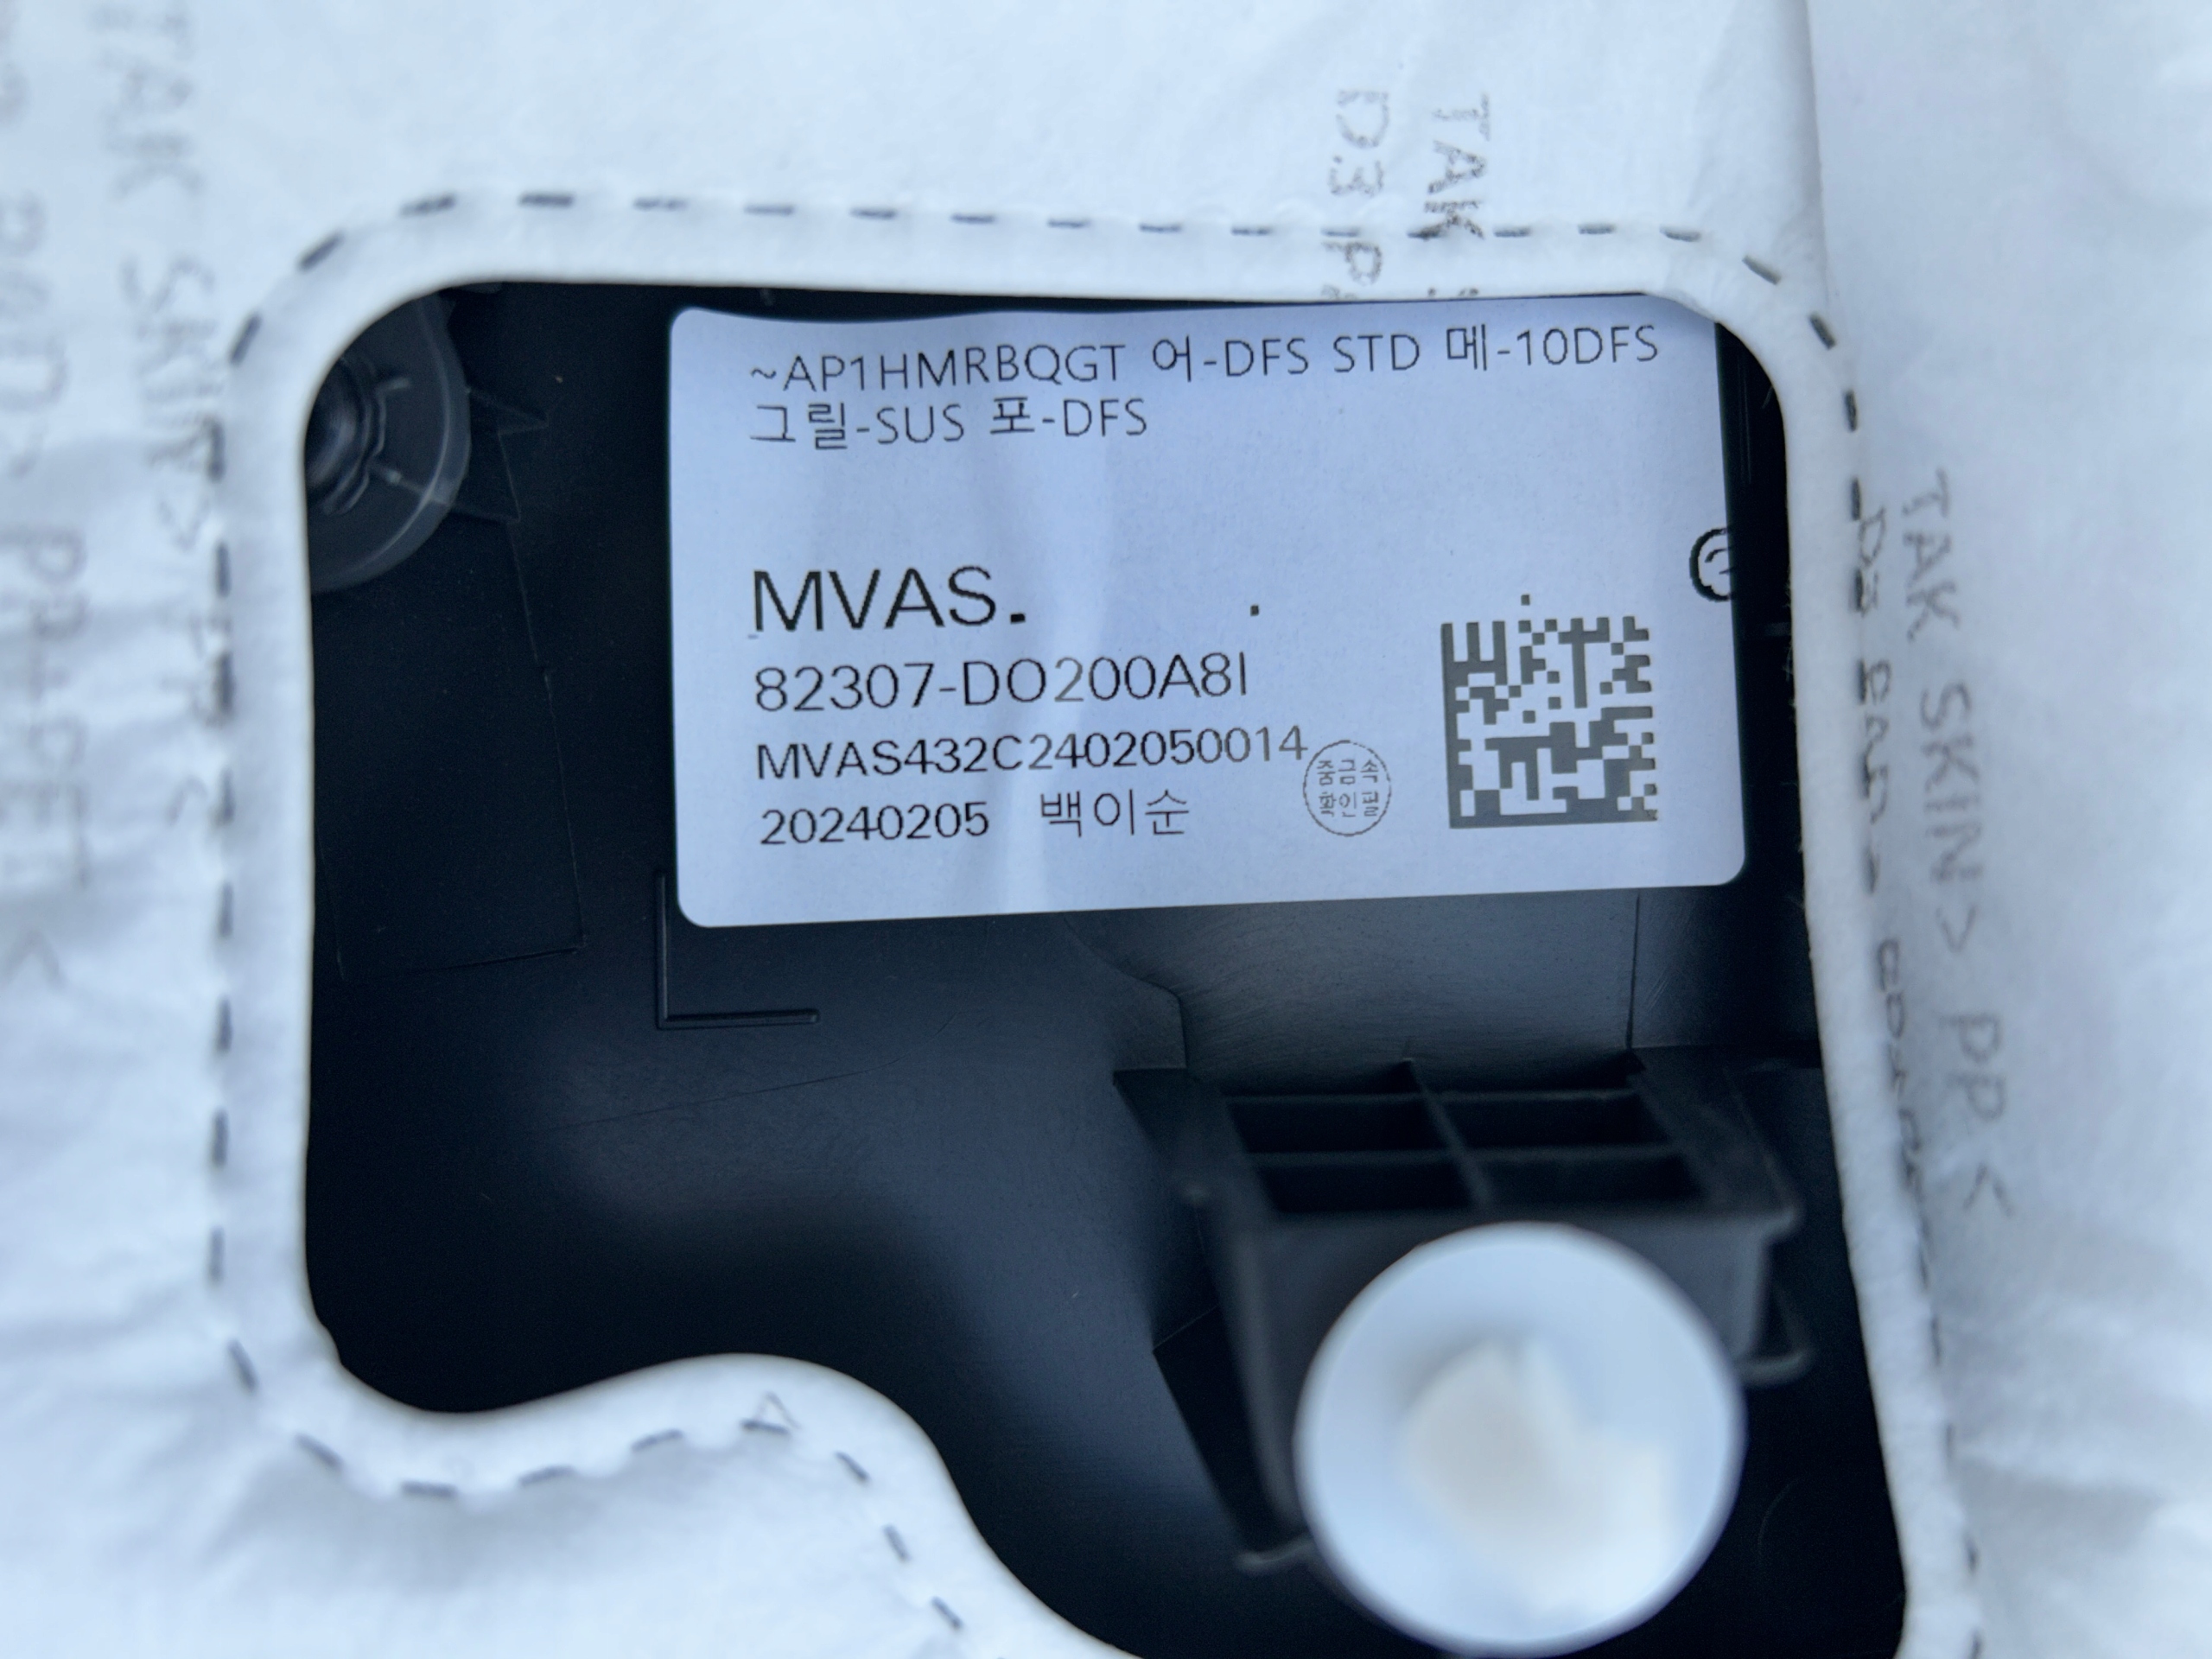 ~AP1HMRBQGT 어-DFS STD 메-10DFS
그릴-SUS 포-DFS
MVAS.
82307-DO200A8I
MVAS432C2402050014
20240205 백이순
중금속
확인필
TAK SKIN> PP <
TAK
TAK SKIN>